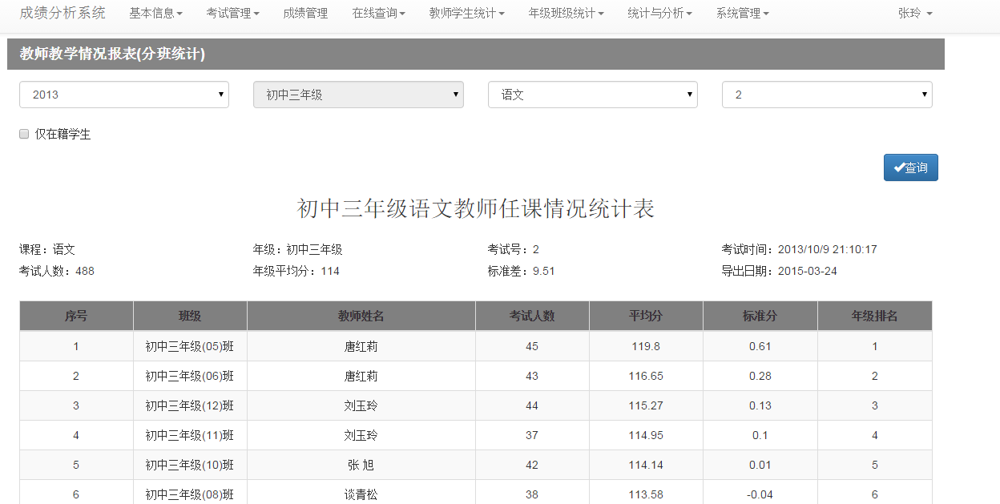 成绩分析系统 基本信息 考试管理 成绩管理 在线查询 教师学生统计 年级班级统计 统计与分析 系统管理 张玲
教师教学情况报表(分班统计)
2013 初中三年级 语文 2
仅在籍学生
查询
初中三年级语文教师任课情况统计表
课程：语文 年级：初中三年级 考试号：2 考试时间：2013/10/9 21:10:17
考试人数：488 年级平均分：114 标准差：9.51 导出日期：2015-03-24
序号 班级 教师姓名 考试人数 平均分 标准分 年级排名
1 初中三年级(05)班 唐红莉 45 119.8 0.61 1
2 初中三年级(06)班 唐红莉 43 116.65 0.28 2
3 初中三年级(12)班 刘玉玲 44 115.27 0.13 3
4 初中三年级(11)班 刘玉玲 37 114.95 0.1 4
5 初中三年级(10)班 张 旭 42 114.14 0.01 5
6 初中三年级(08)班 谈青松 38 113.58 -0.04 6